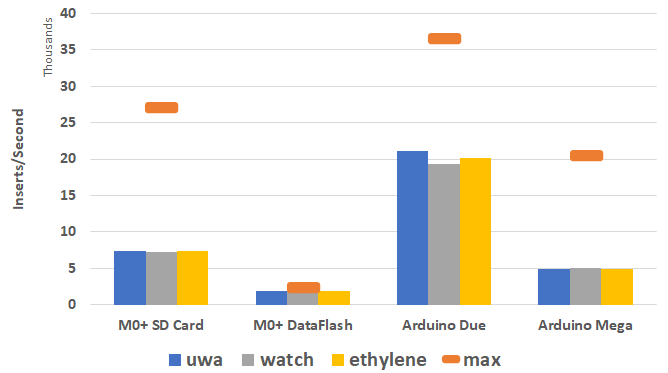 40
35
30
25
20
15
10
5
0
Thousands
Inserts/Second
M0+ SD Card M0+ DataFlash Arduino Due Arduino Mega
uwa watch ethylene max